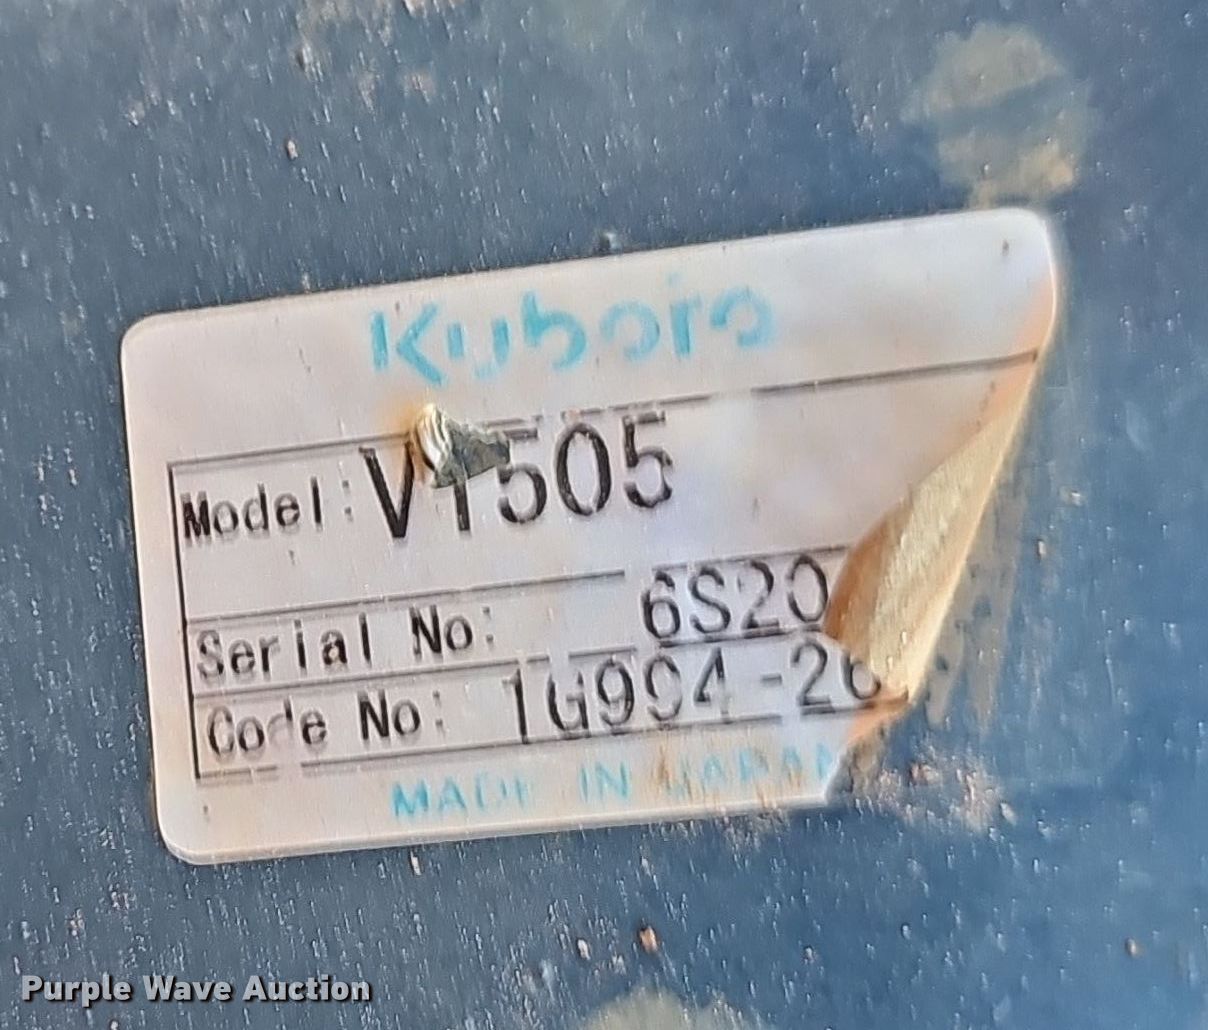 Kubota
Model: V1505
Serial No: 6S20
Code No: 1G994-26
MADE IN JAPAN
Purple Wave Auction